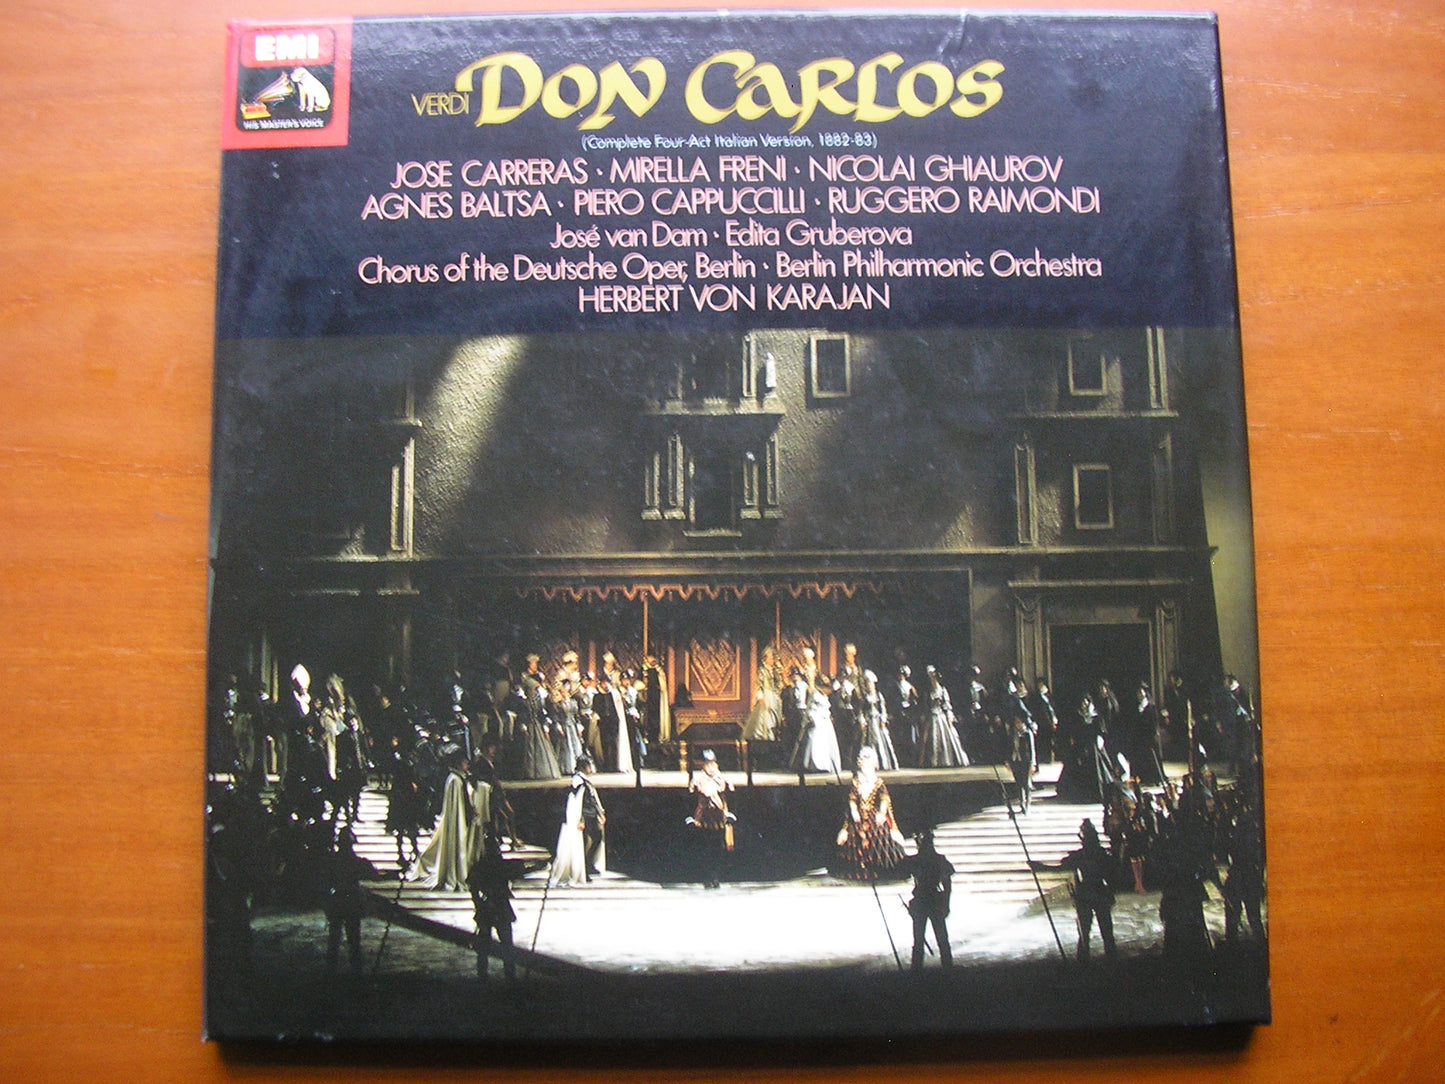 EMI
HIS MASTER'S VOICE
VERDI DON CARLOS
(Complete Four-Act Italian Version, 1882-83)
JOSE CARRERAS · MIRELLA FRENI · NICOLAI GHIAUROV
AGNES BALTSA · PIERO CAPPUCCILLI · RUGGERO RAIMONDI
José van Dam · Edita Gruberova
Chorus of the Deutsche Oper, Berlin · Berlin Philharmonic Orchestra
HERBERT VON KARAJAN